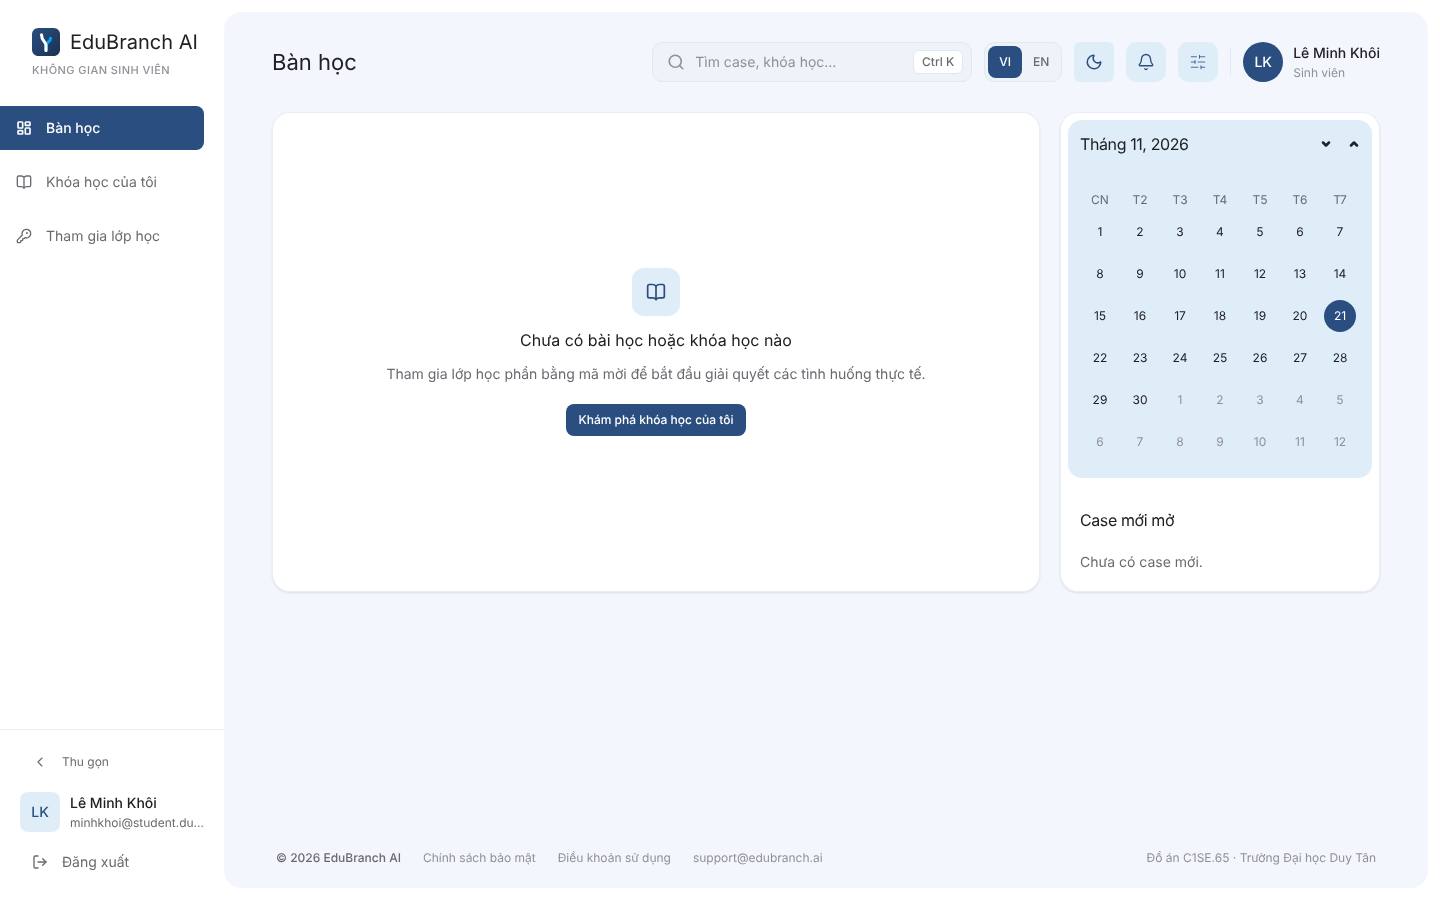 EduBranch AI
KHÔNG GIAN SINH VIÊN
Bàn học
Khóa học của tôi
Tham gia lớp học
Thu gọn
LK
Lê Minh Khôi
minhkhoi@student.du...
Đăng xuất
Bàn học
Tìm case, khóa học...
Ctrl K
VI
EN
LK
Lê Minh Khôi
Sinh viên
Chưa có bài học hoặc khóa học nào
Tham gia lớp học phần bằng mã mời để bắt đầu giải quyết các tình huống thực tế.
Khám phá khóa học của tôi
Tháng 11, 2026
CN T2 T3 T4 T5 T6 T7
1 2 3 4 5 6 7
8 9 10 11 12 13 14
15 16 17 18 19 20 21
22 23 24 25 26 27 28
29 30 1 2 3 4 5
6 7 8 9 10 11 12
Case mới mở
Chưa có case mới.
© 2026 EduBranch AI Chính sách bảo mật Điều khoản sử dụng support@edubranch.ai
Đồ án C1SE.65 · Trường Đại học Duy Tân